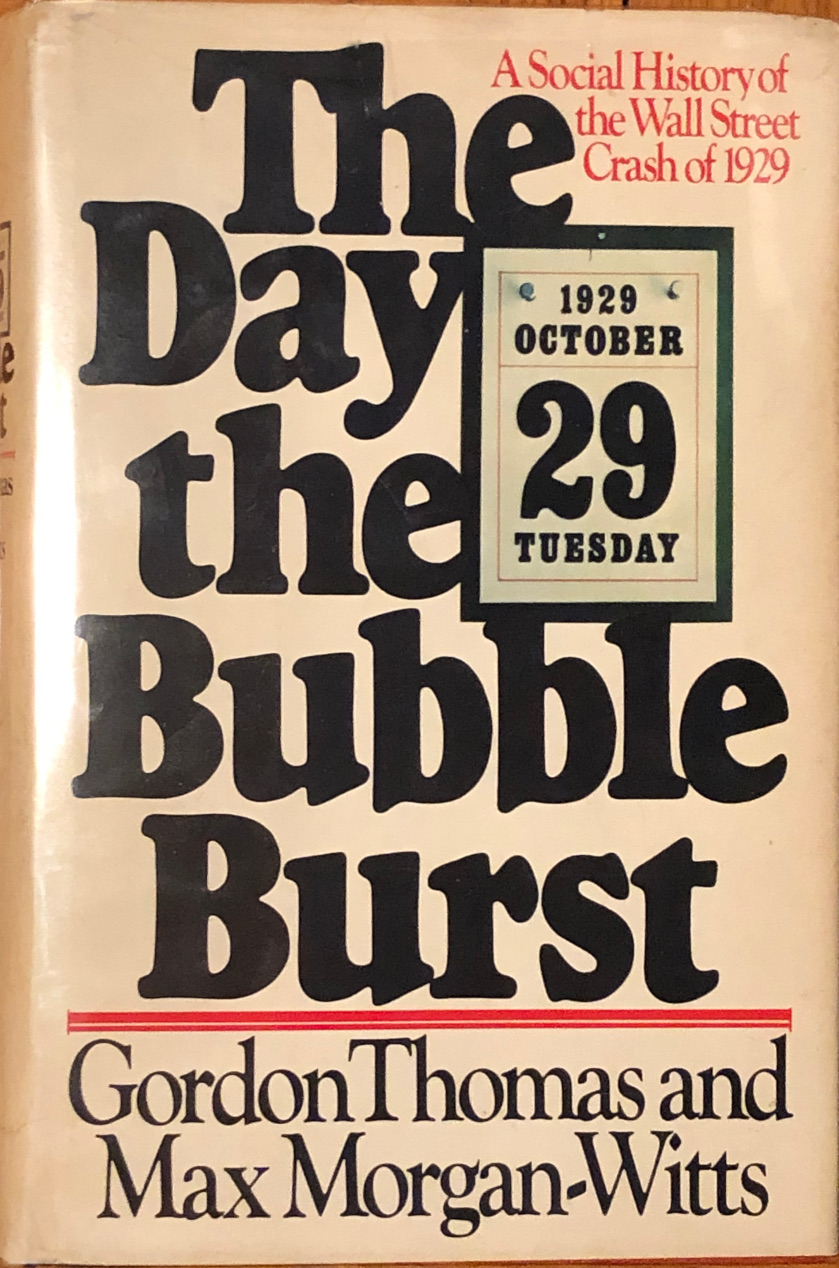 The
A Social History of
the Wall Street
Crash of 1929
Day
the
Bubble
Burst
1929
OCTOBER
29
TUESDAY
Gordon Thomas and
Max Morgan-Witts